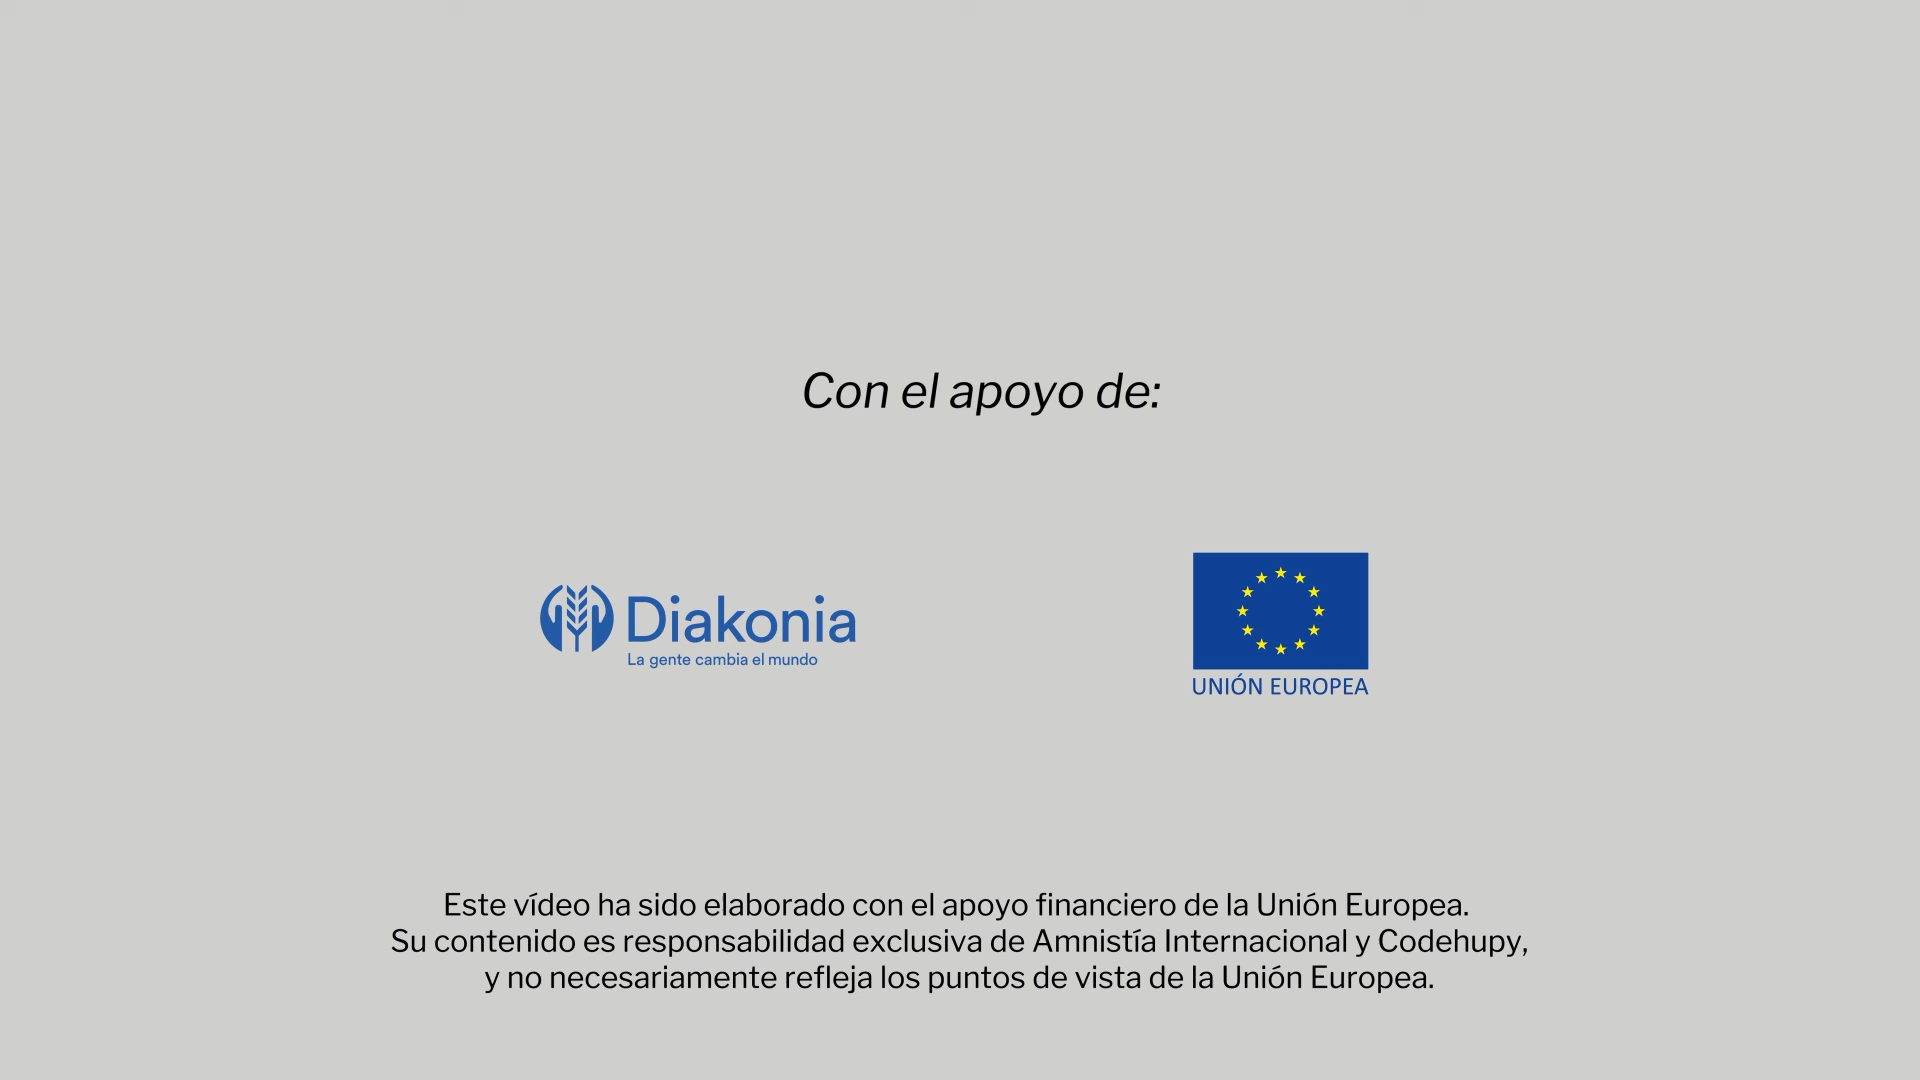 Con el apoyo de:
Diakonia
La gente cambia el mundo
UNIÓN EUROPEA
Este vídeo ha sido elaborado con el apoyo financiero de la Unión Europea.
Su contenido es responsabilidad exclusiva de Amnistía Internacional y Codehupy,
y no necesariamente refleja los puntos de vista de la Unión Europea.